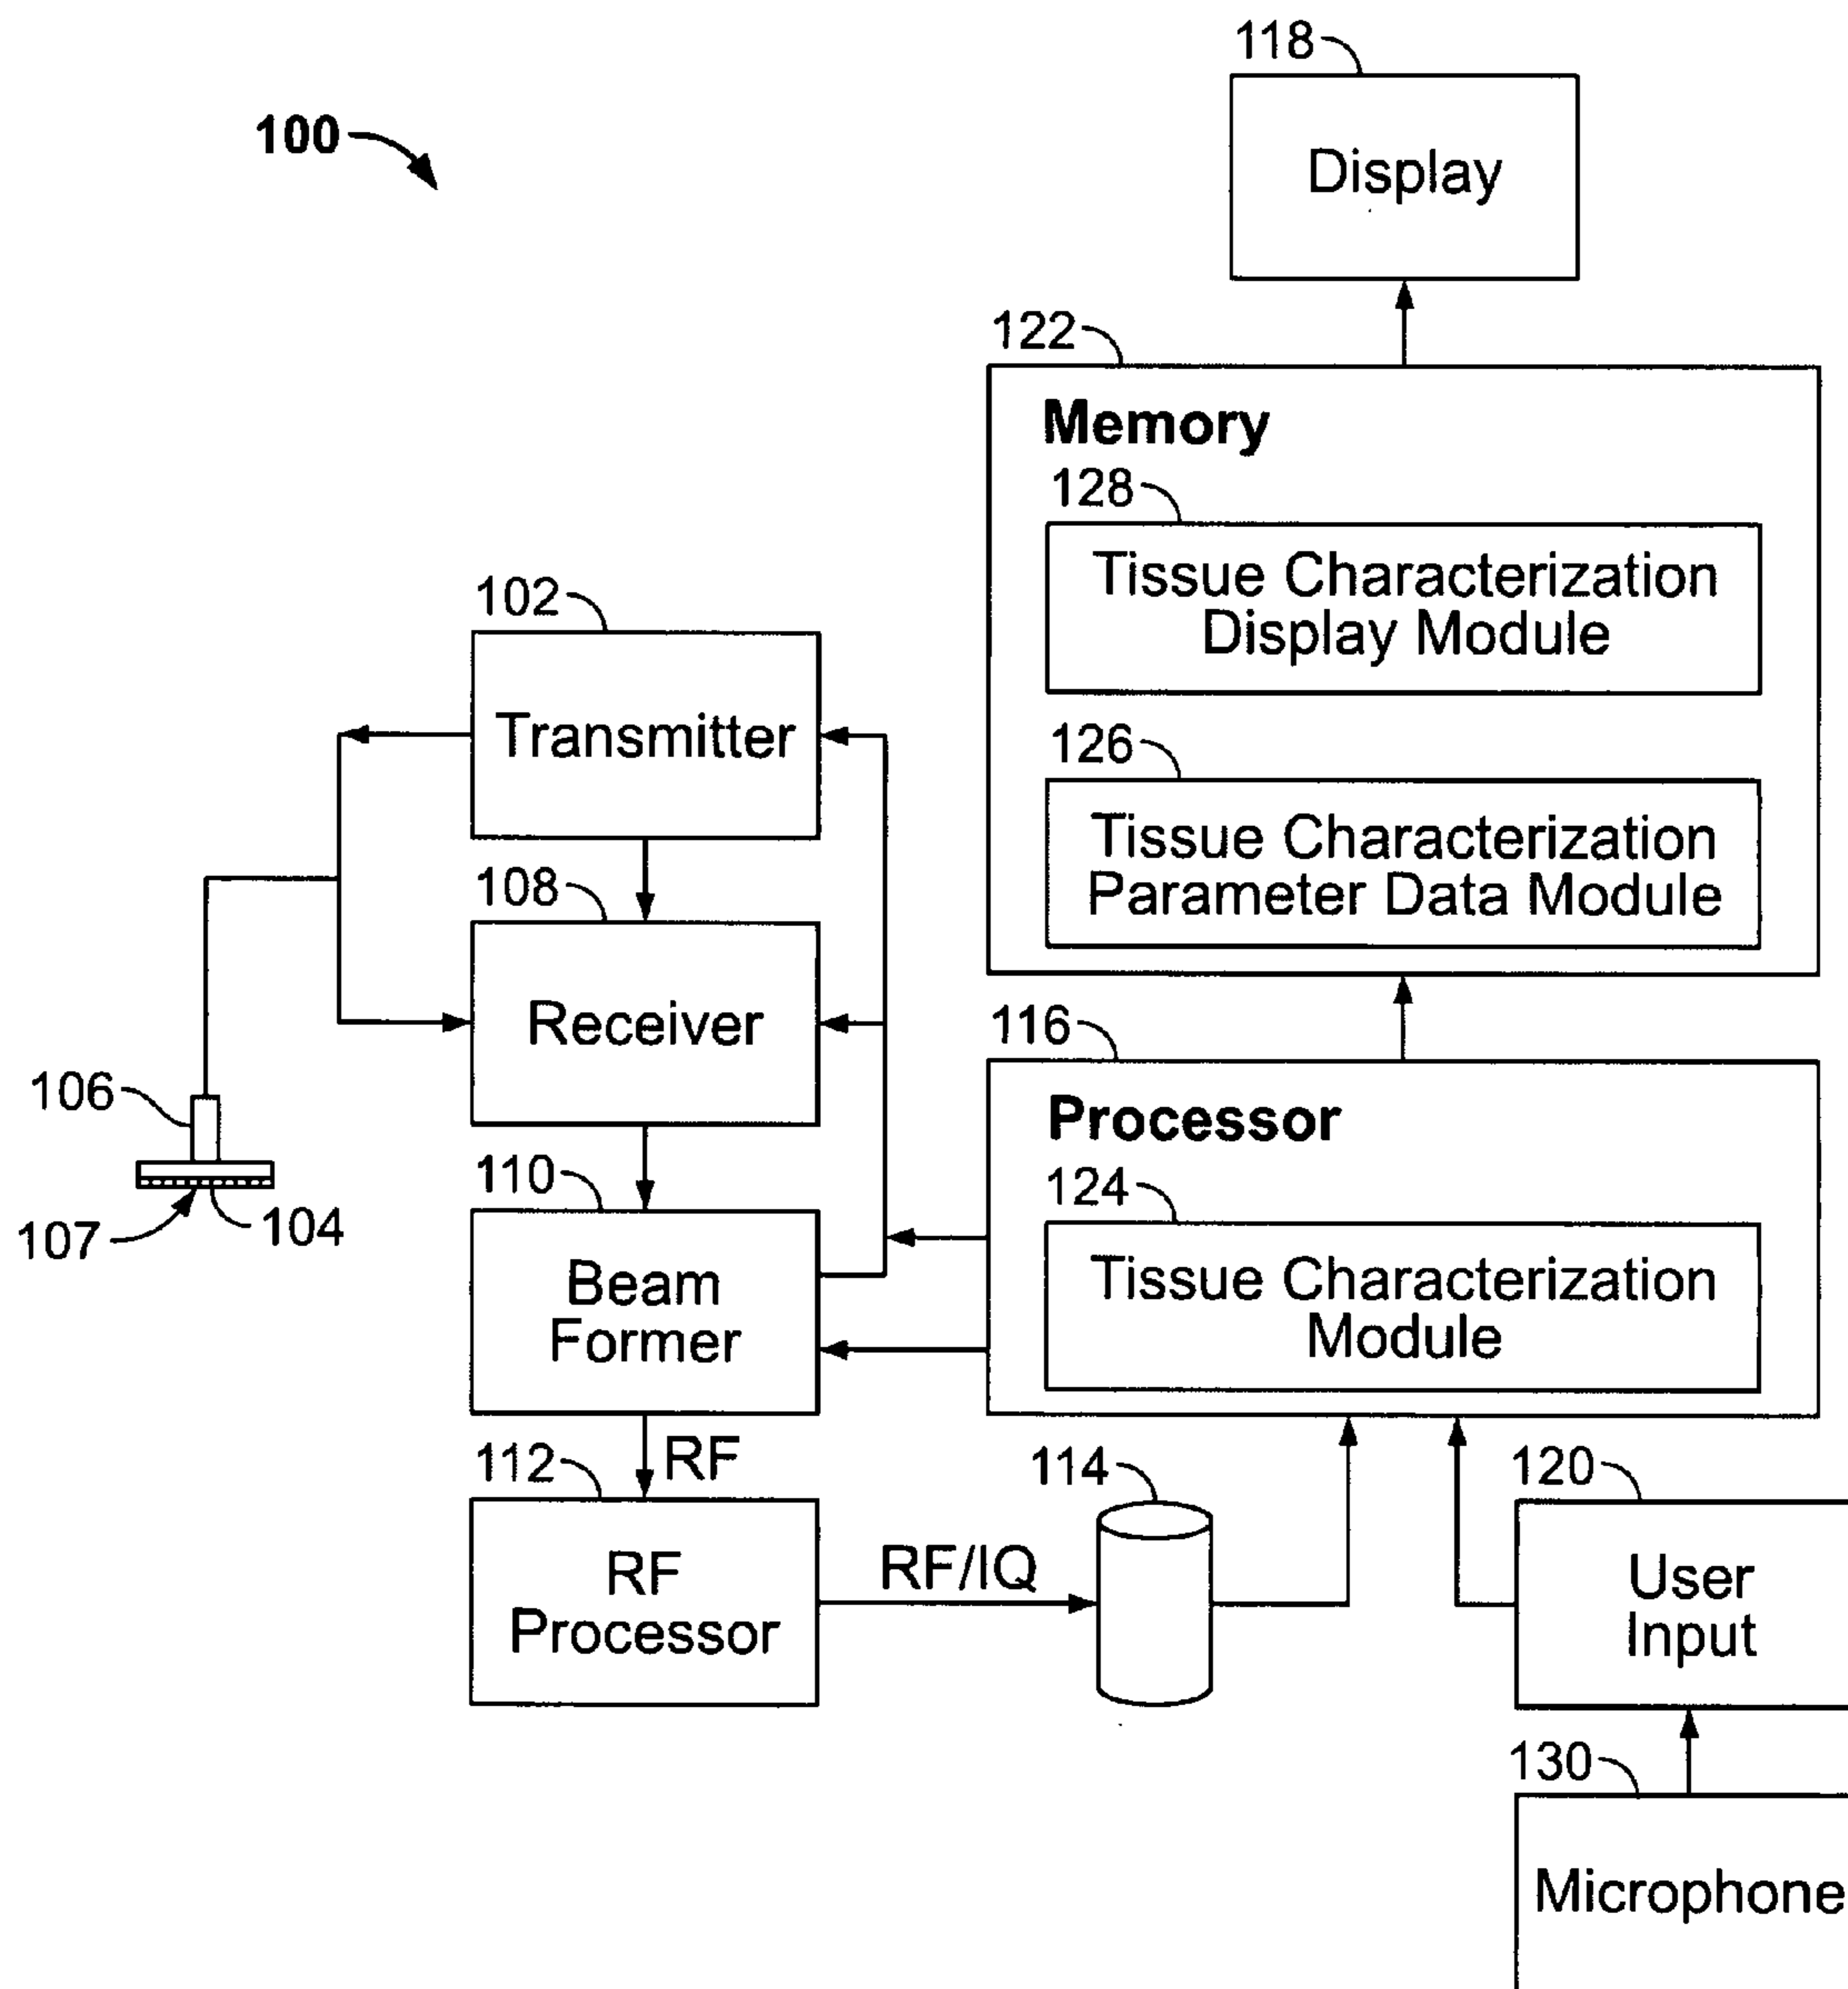 118
100
Display
122
Memory
128
Tissue Characterization
Display Module
102
Transmitter
126
Tissue Characterization
Parameter Data Module
108
Receiver
116
106
Processor
110
124
104
107
Beam
Former
Tissue Characterization
Module
112
RF
114
120
RF
Processor
RF/IQ
User
Input
130
Microphone